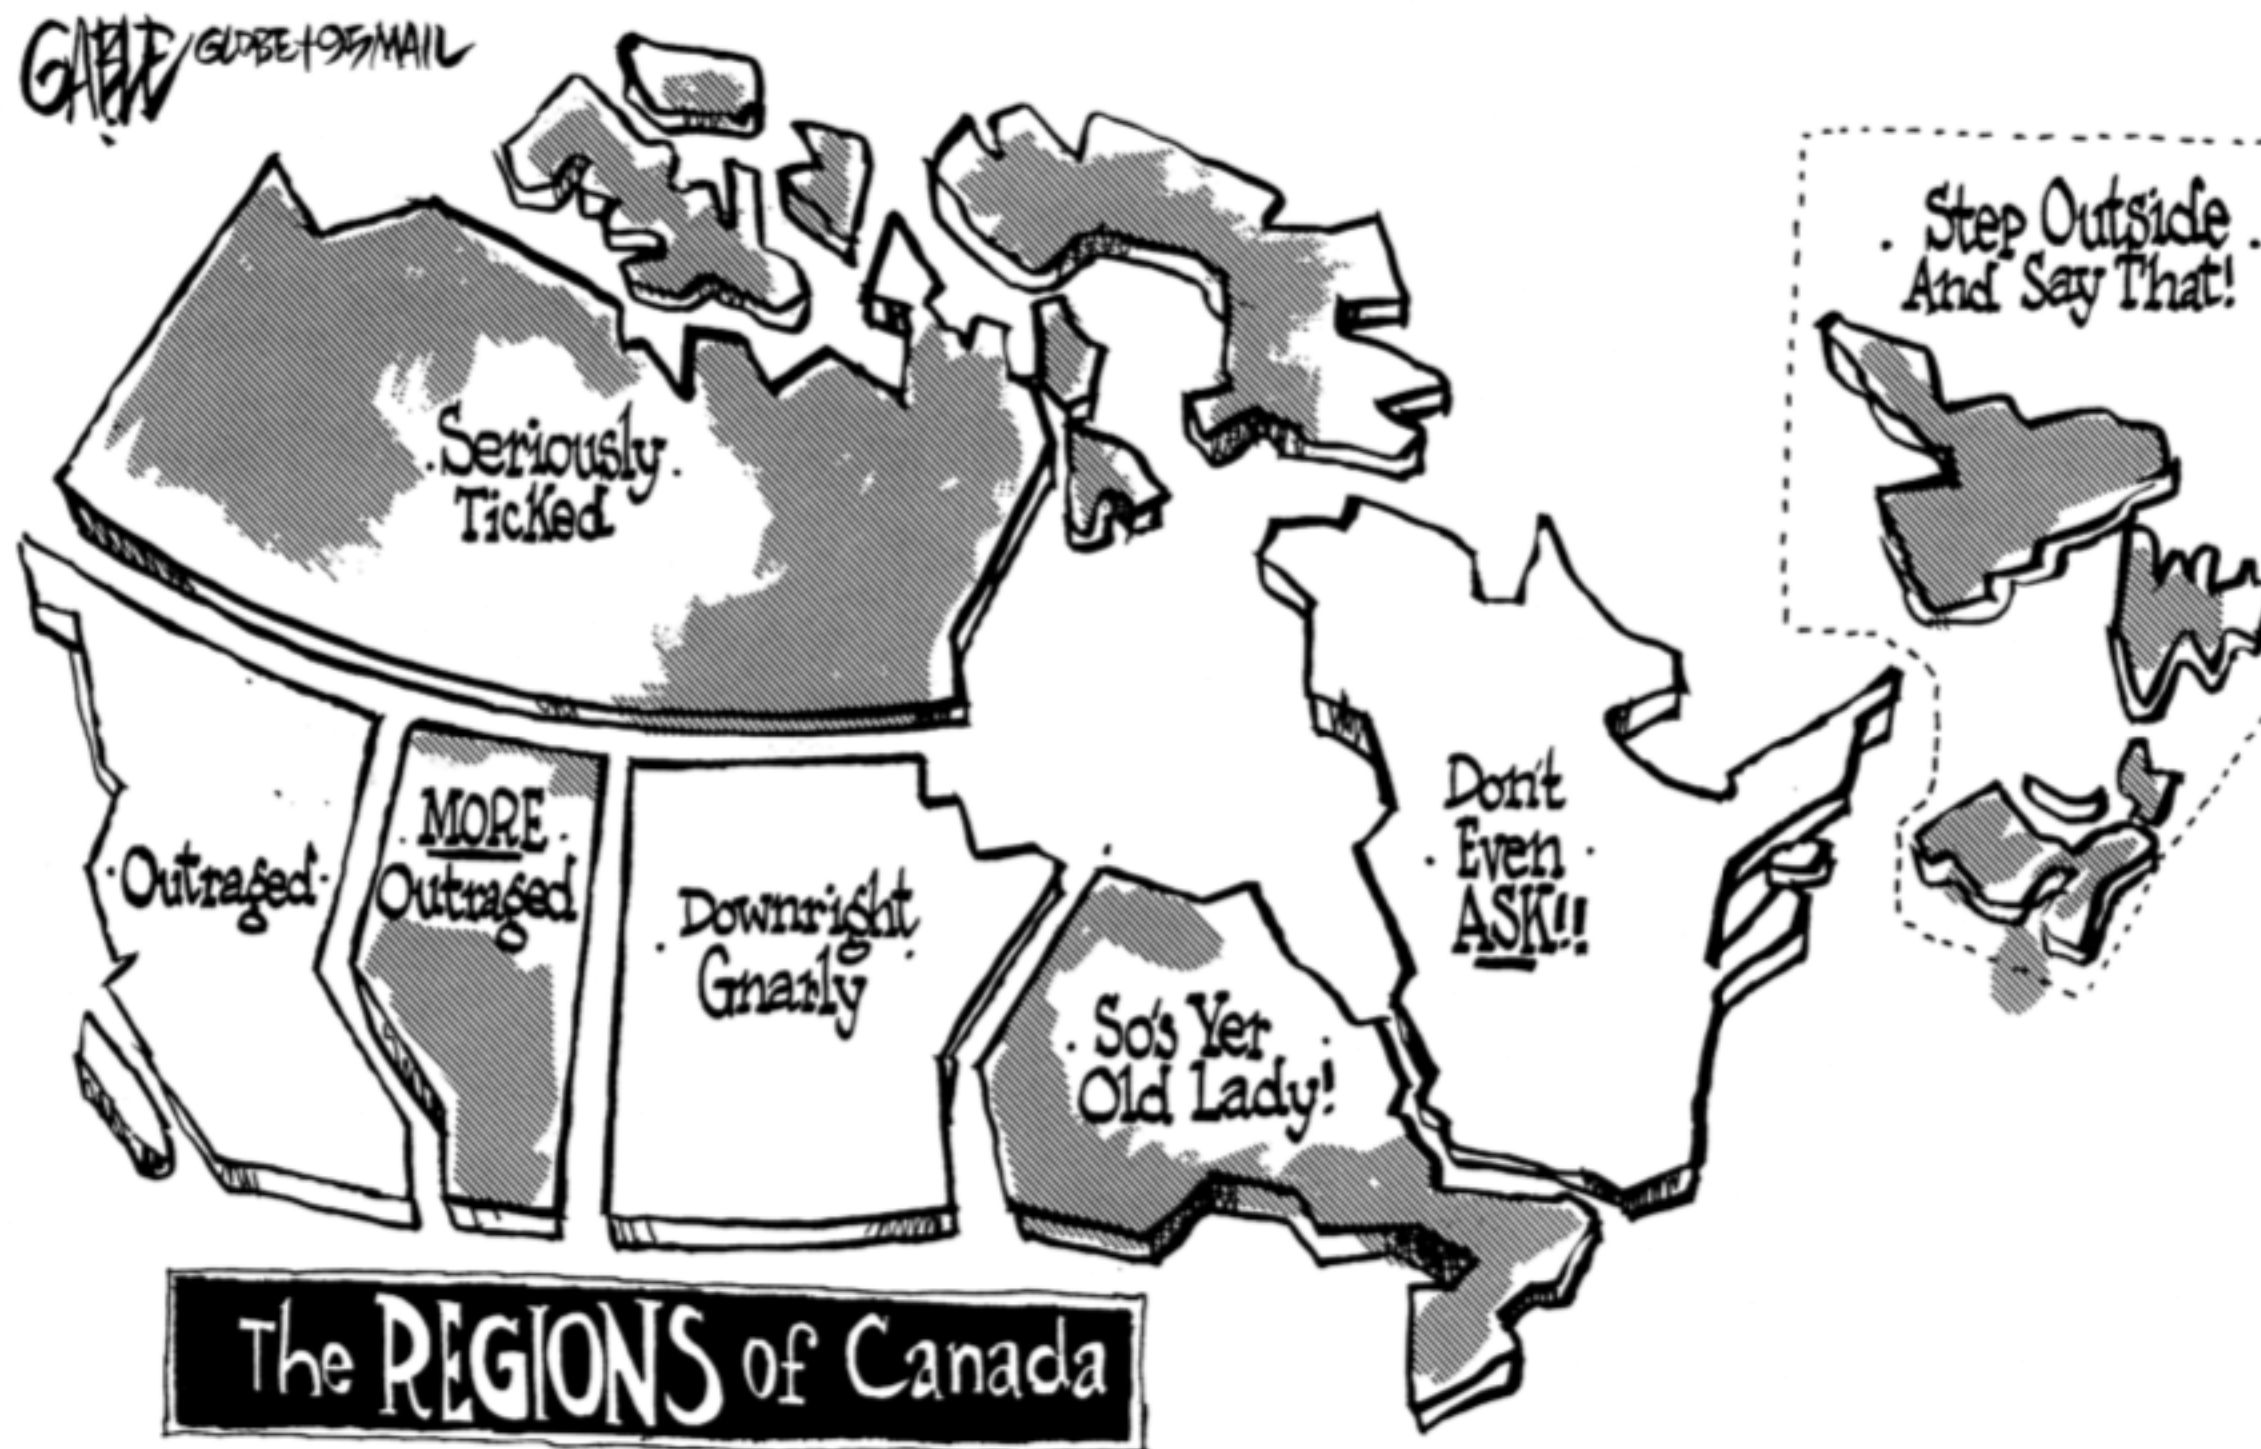 GABLE GLOBE+95MAIL
Step Outside
And Say That!
Seriously
Ticked
Don't
Even
ASK!!
MORE
Outraged
Outraged
Downright
Gnarly
So's Yer
Old Lady!
The REGIONS of Canada